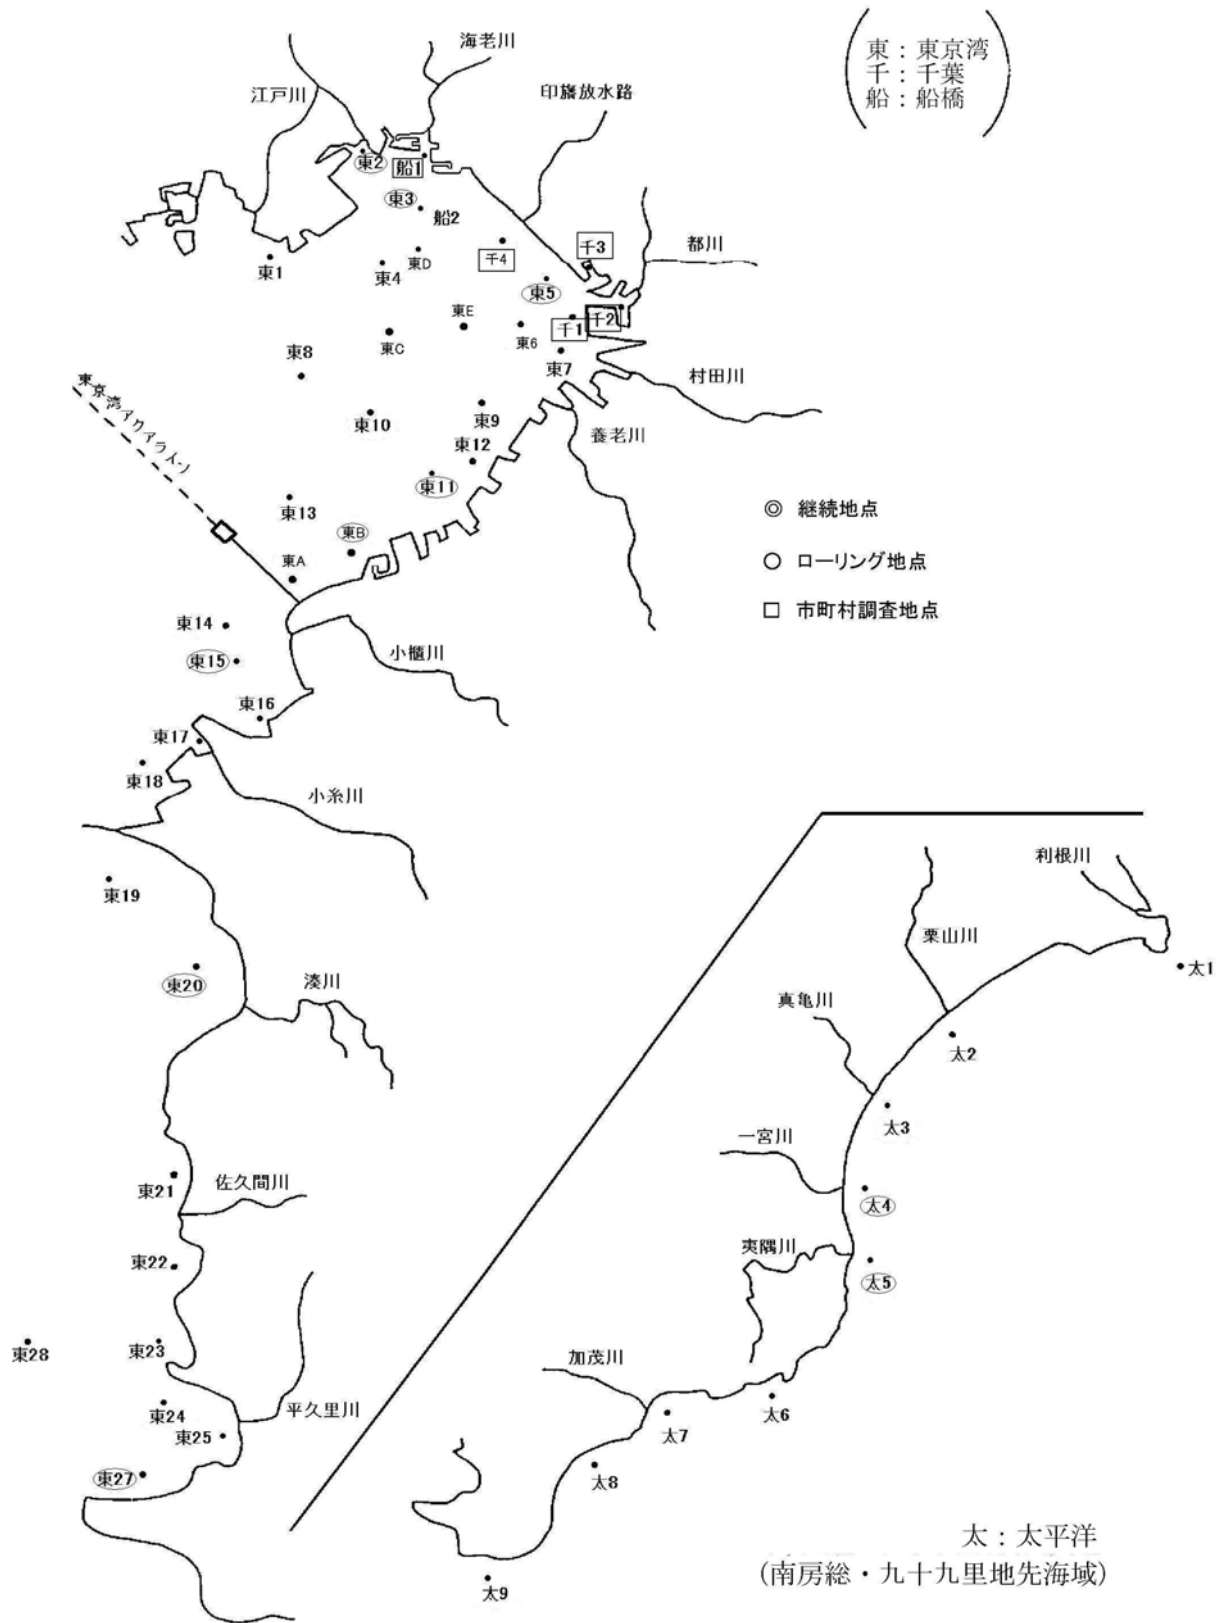 東：東京湾
千：千葉
船：船橋
海老川
江戸川
印旛放水路
東2
船1
東3
船2
千3
都川
東1
東4
東D
千4
東5
千2
千1
東E
東C
東6
東7
東8
村田川
東京湾アクアライン
東10
東9
養老川
東12
東11
◎ 継続地点
東13
東B
○ ローリング地点
東A
□ 市町村調査地点
東14
小櫃川
東15
東16
東17
東18
小糸川
利根川
東19
栗山川
太1
東20
湊川
真亀川
太2
太3
一宮川
東21
佐久間川
太4
夷隅川
東22
太5
東28
東23
加茂川
平久里川
東24
東25
太6
太7
東27
太8
太：太平洋
(南房総・九十九里地先海域)
太9